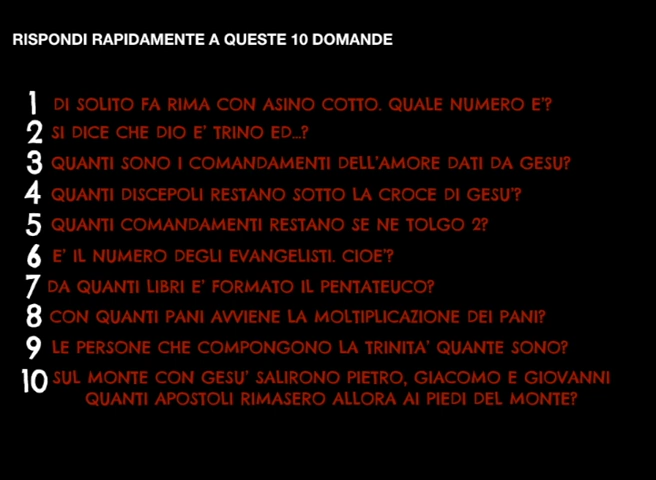 RISPONDI RAPIDAMENTE A QUESTE 10 DOMANDE
1 DI SOLITO FA RIMA CON ASINO COTTO. QUALE NUMERO E'?
2 SI DICE CHE DIO E' TRINO ED...?
3 QUANTI SONO I COMANDAMENTI DELL'AMORE DATI DA GESU?
4 QUANTI DISCEPOLI RESTANO SOTTO LA CROCE DI GESU'?
5 QUANTI COMANDAMENTI RESTANO SE NE TOLGO 2?
6 E' IL NUMERO DEGLI EVANGELISTI. CIOE'?
7 DA QUANTI LIBRI E' FORMATO IL PENTATEUCO?
8 CON QUANTI PANI AVVIENE LA MOLTIPLICAZIONE DEI PANI?
9 LE PERSONE CHE COMPONGONO LA TRINITA' QUANTE SONO?
10 SUL MONTE CON GESU' SALIRONO PIETRO, GIACOMO E GIOVANNI
QUANTI APOSTOLI RIMASERO ALLORA AI PIEDI DEL MONTE?